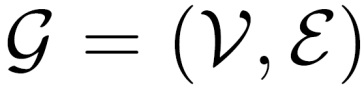 𝒢 = (𝒱, ℰ)